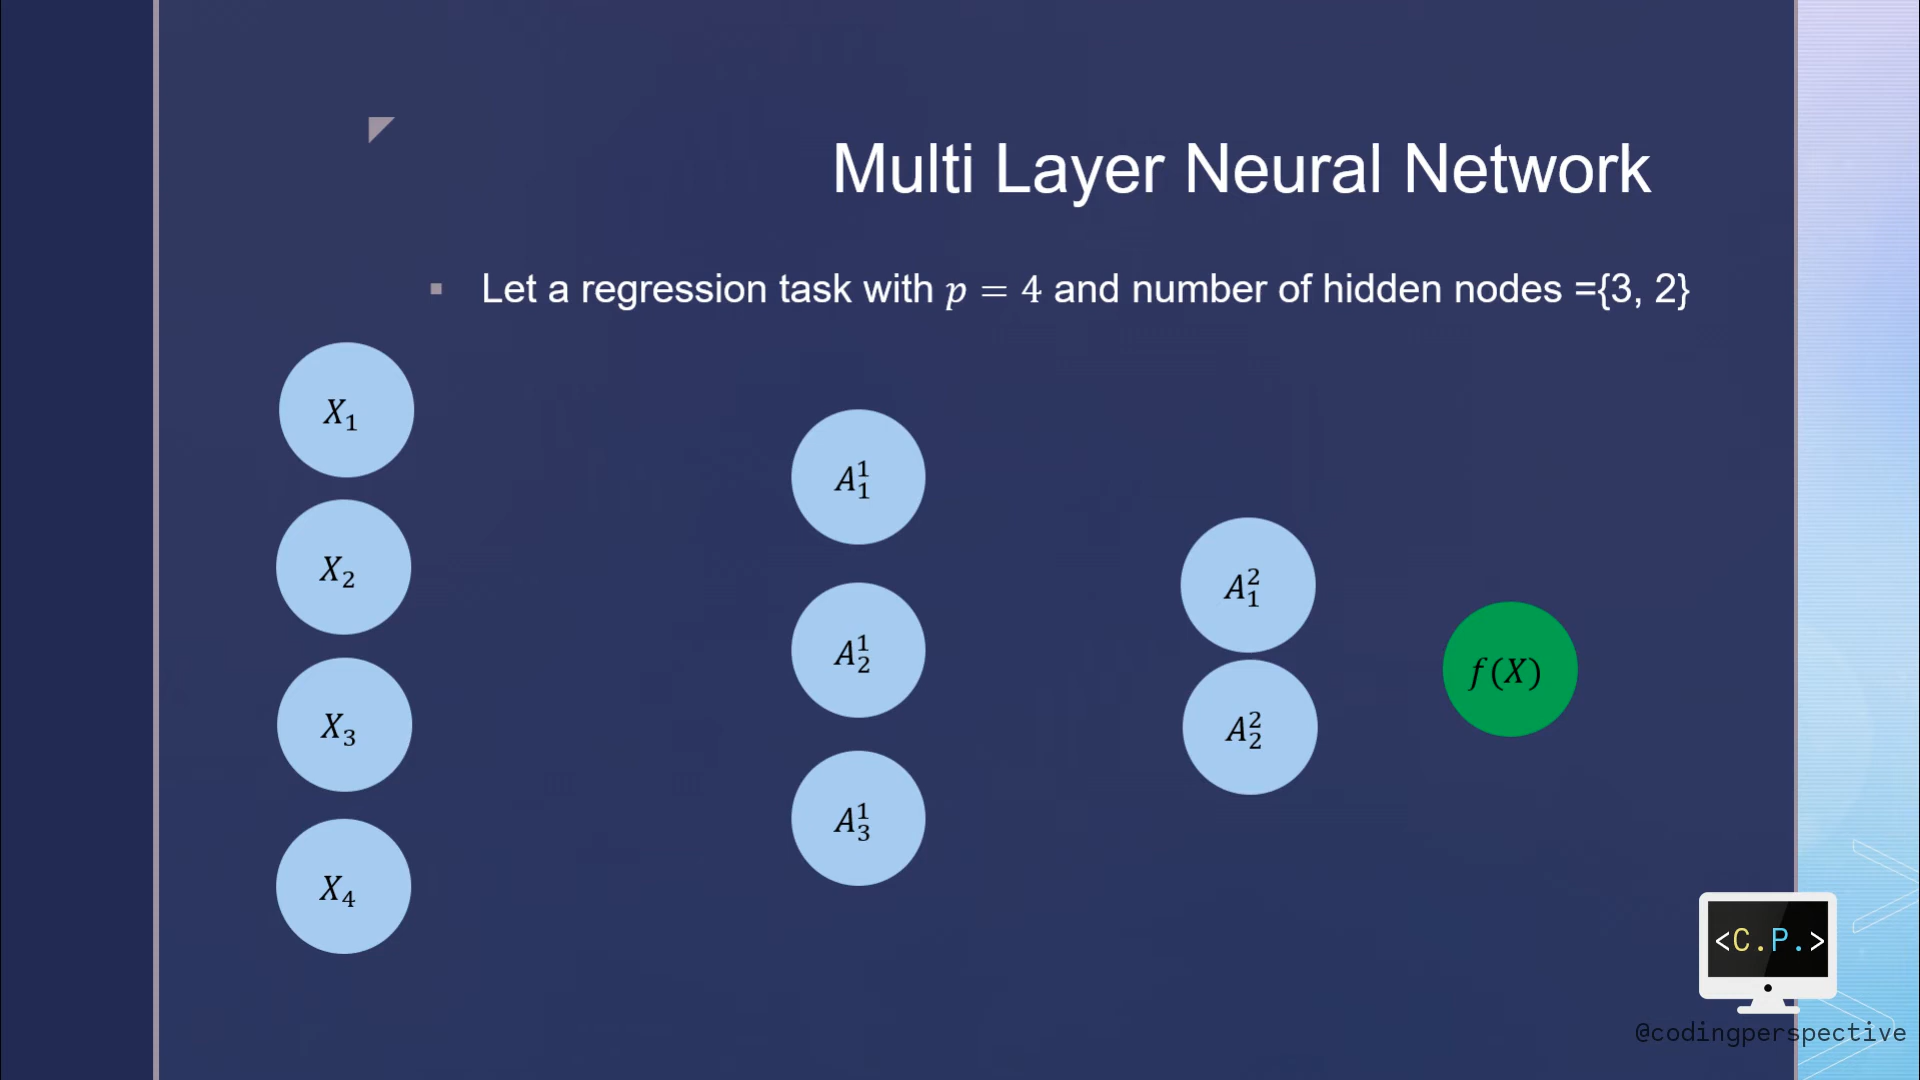 Multi Layer Neural Network
▪ Let a regression task with p = 4 and number of hidden nodes ={3, 2}
X₁
X₂
X₃
X₄
A₁¹
A₂¹
A₃¹
A₁²
A₂²
f(X)
<C.P.>
@codingperspective